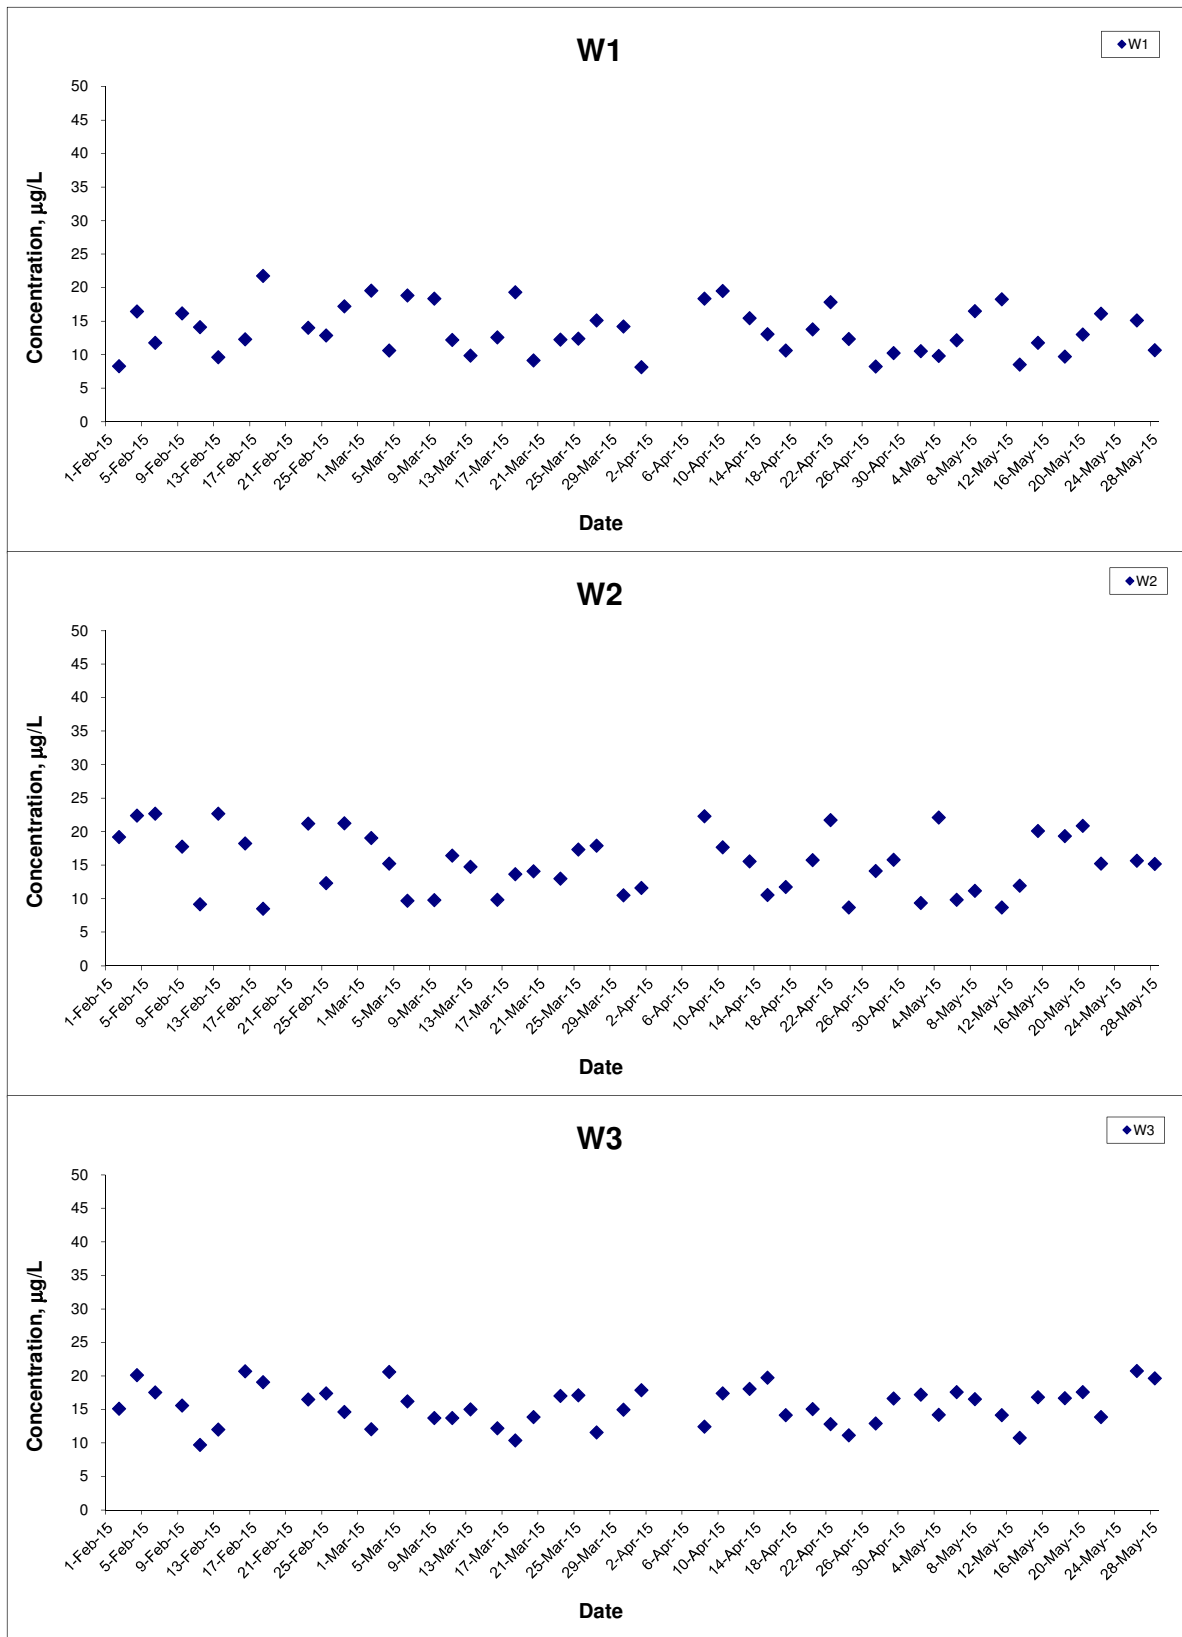 W1
W1
Concentration, µg/L
50
45
40
35
30
25
20
15
10
5
0
1-Feb-15
5-Feb-15
9-Feb-15
13-Feb-15
17-Feb-15
21-Feb-15
25-Feb-15
1-Mar-15
5-Mar-15
9-Mar-15
13-Mar-15
17-Mar-15
21-Mar-15
25-Mar-15
29-Mar-15
2-Apr-15
6-Apr-15
10-Apr-15
14-Apr-15
18-Apr-15
22-Apr-15
26-Apr-15
30-Apr-15
4-May-15
8-May-15
12-May-15
16-May-15
20-May-15
24-May-15
28-May-15
Date
W2
W2
Concentration, µg/L
50
45
40
35
30
25
20
15
10
5
0
1-Feb-15
5-Feb-15
9-Feb-15
13-Feb-15
17-Feb-15
21-Feb-15
25-Feb-15
1-Mar-15
5-Mar-15
9-Mar-15
13-Mar-15
17-Mar-15
21-Mar-15
25-Mar-15
29-Mar-15
2-Apr-15
6-Apr-15
10-Apr-15
14-Apr-15
18-Apr-15
22-Apr-15
26-Apr-15
30-Apr-15
4-May-15
8-May-15
12-May-15
16-May-15
20-May-15
24-May-15
28-May-15
Date
W3
W3
Concentration, µg/L
50
45
40
35
30
25
20
15
10
5
0
1-Feb-15
5-Feb-15
9-Feb-15
13-Feb-15
17-Feb-15
21-Feb-15
25-Feb-15
1-Mar-15
5-Mar-15
9-Mar-15
13-Mar-15
17-Mar-15
21-Mar-15
25-Mar-15
29-Mar-15
2-Apr-15
6-Apr-15
10-Apr-15
14-Apr-15
18-Apr-15
22-Apr-15
26-Apr-15
30-Apr-15
4-May-15
8-May-15
12-May-15
16-May-15
20-May-15
24-May-15
28-May-15
Date